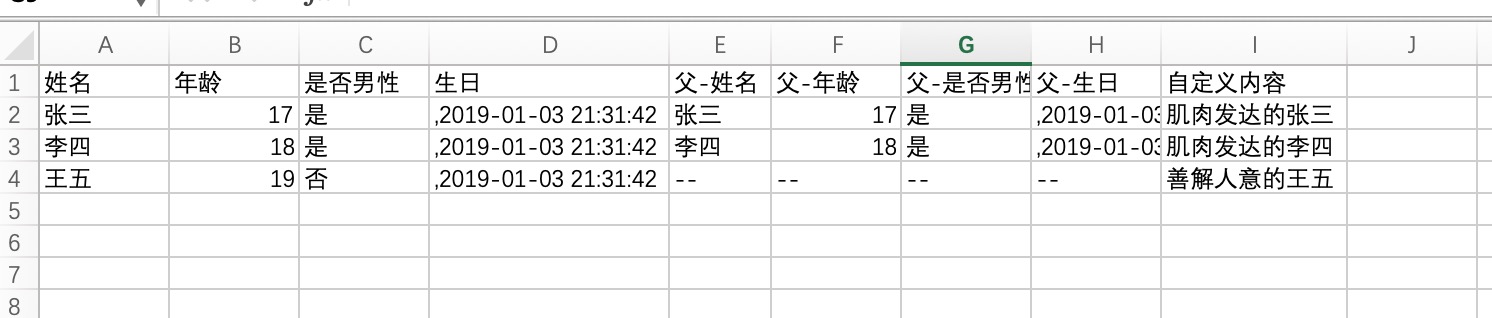 A B C D E F G H I J
1 姓名 年龄 是否男性 生日 父-姓名 父-年龄 父-是否男性 父-生日 自定义内容
2 张三 17 是 ,2019-01-03 21:31:42 张三 17 是 ,2019-01-03 肌肉发达的张三
3 李四 18 是 ,2019-01-03 21:31:42 李四 18 是 ,2019-01-03 肌肉发达的李四
4 王五 19 否 ,2019-01-03 21:31:42 -- -- -- -- 善解人意的王五
5
6
7
8